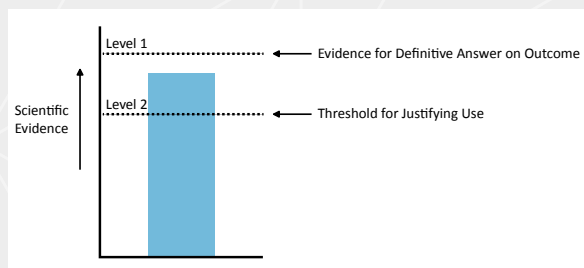 Level 1
Evidence for Definitive Answer on Outcome
Scientific
Evidence
Level 2
Threshold for Justifying Use